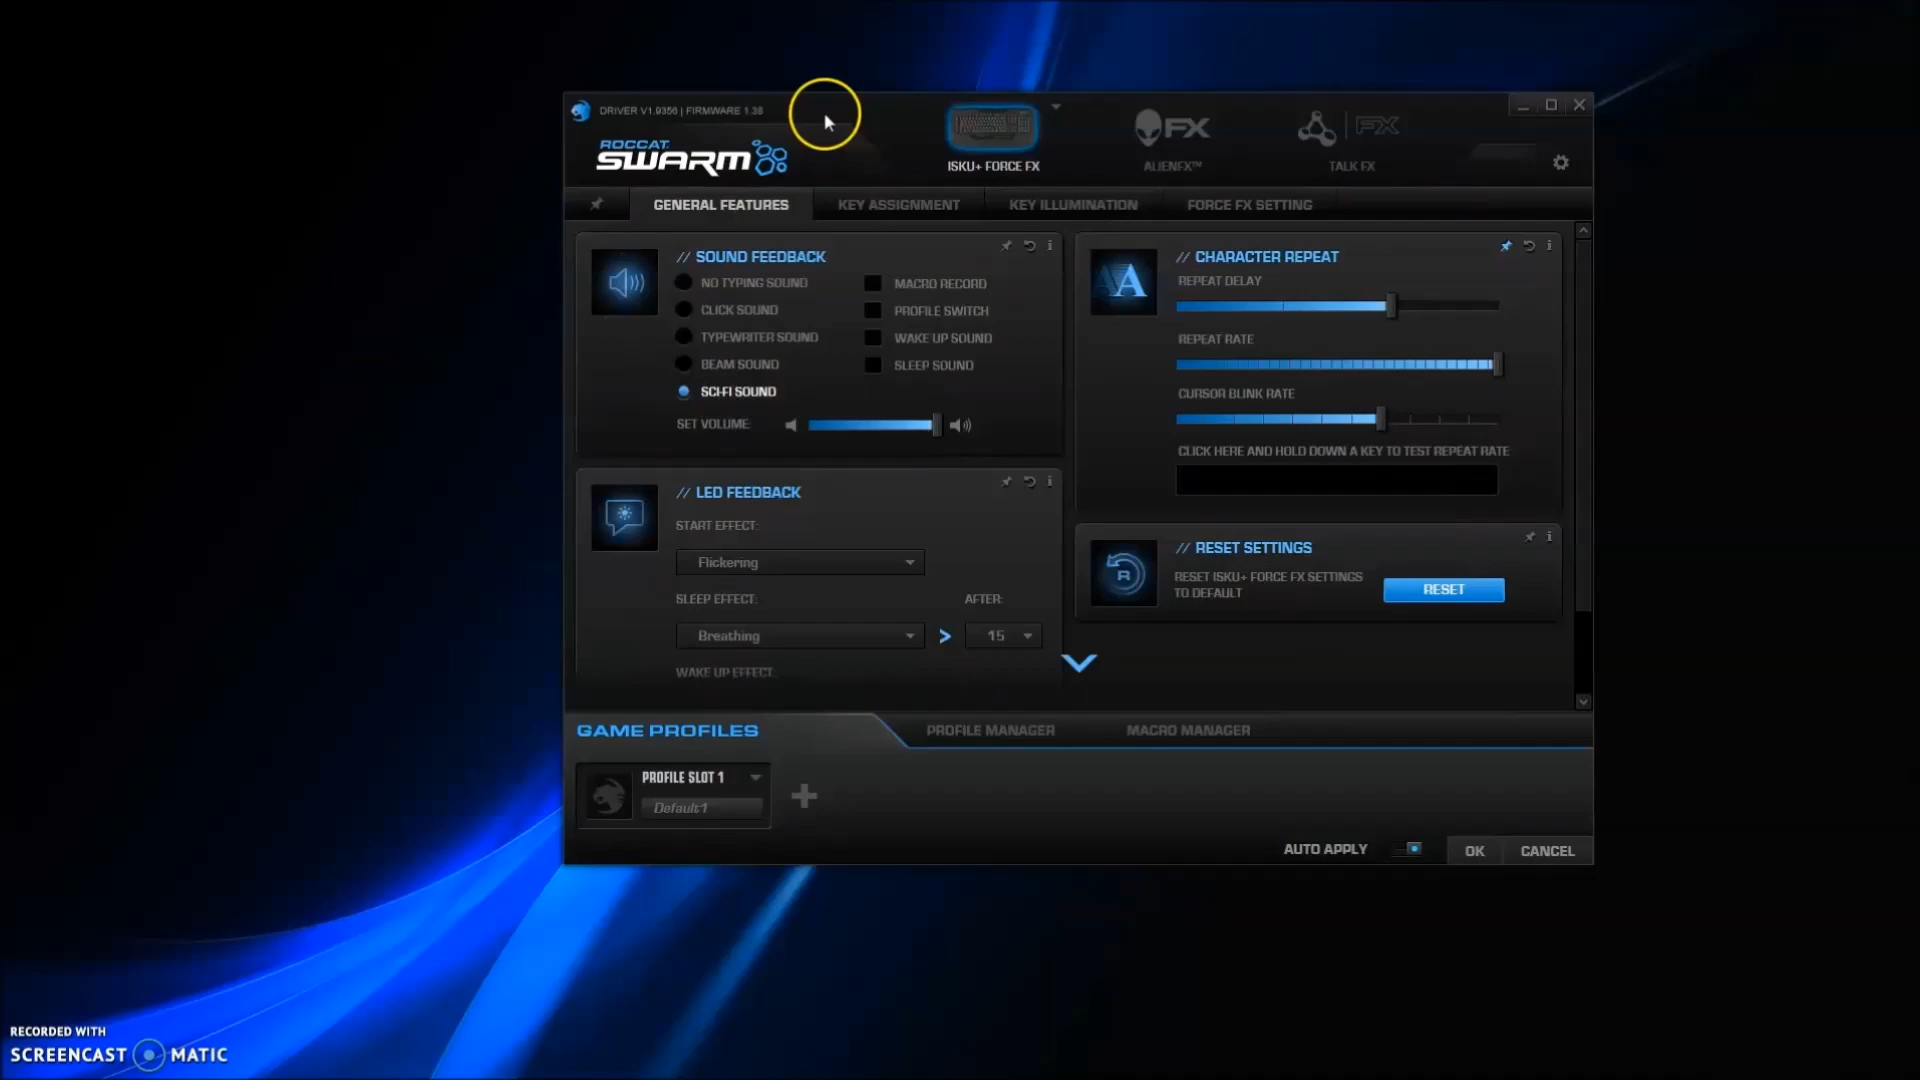 DRIVER V1.9356 | FIRMWARE 1.38
ROCCAT
SWARM
ISKU+ FORCE FX
FX
ALIENFX™
FX
TALK FX
GENERAL FEATURES
KEY ASSIGNMENT
KEY ILLUMINATION
FORCE FX SETTING
// SOUND FEEDBACK
NO TYPING SOUND
CLICK SOUND
TYPEWRITER SOUND
BEAM SOUND
SCI-FI SOUND
MACRO RECORD
PROFILE SWITCH
WAKE UP SOUND
SLEEP SOUND
SET VOLUME:
// CHARACTER REPEAT
REPEAT DELAY
REPEAT RATE
CURSOR BLINK RATE
CLICK HERE AND HOLD DOWN A KEY TO TEST REPEAT RATE
// LED FEEDBACK
START EFFECT:
Flickering
SLEEP EFFECT:
AFTER:
Breathing
>
15
WAKE UP EFFECT:
// RESET SETTINGS
RESET ISKU+ FORCE FX SETTINGS
TO DEFAULT
RESET
GAME PROFILES
PROFILE MANAGER
MACRO MANAGER
PROFILE SLOT 1
Default1
AUTO APPLY
OK
CANCEL
RECORDED WITH
SCREENCAST MATIC